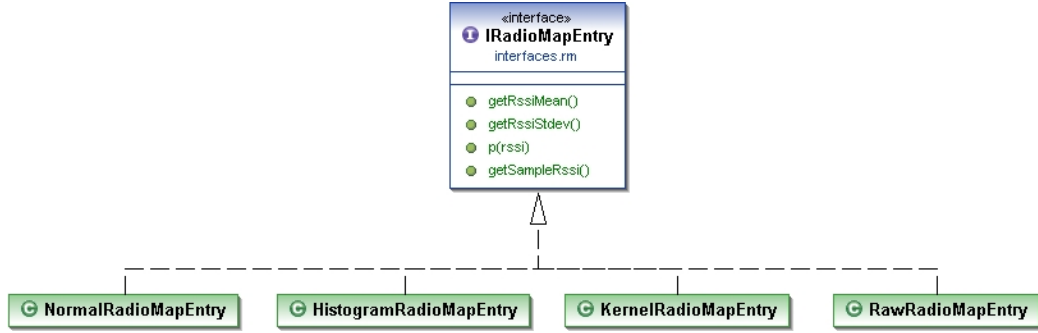 «interface»
IRadioMapEntry
interfaces.rm
getRssiMean()
getRssiStdev()
p(rssi)
getSampleRssi()
NormalRadioMapEntry
HistogramRadioMapEntry
KernelRadioMapEntry
RawRadioMapEntry